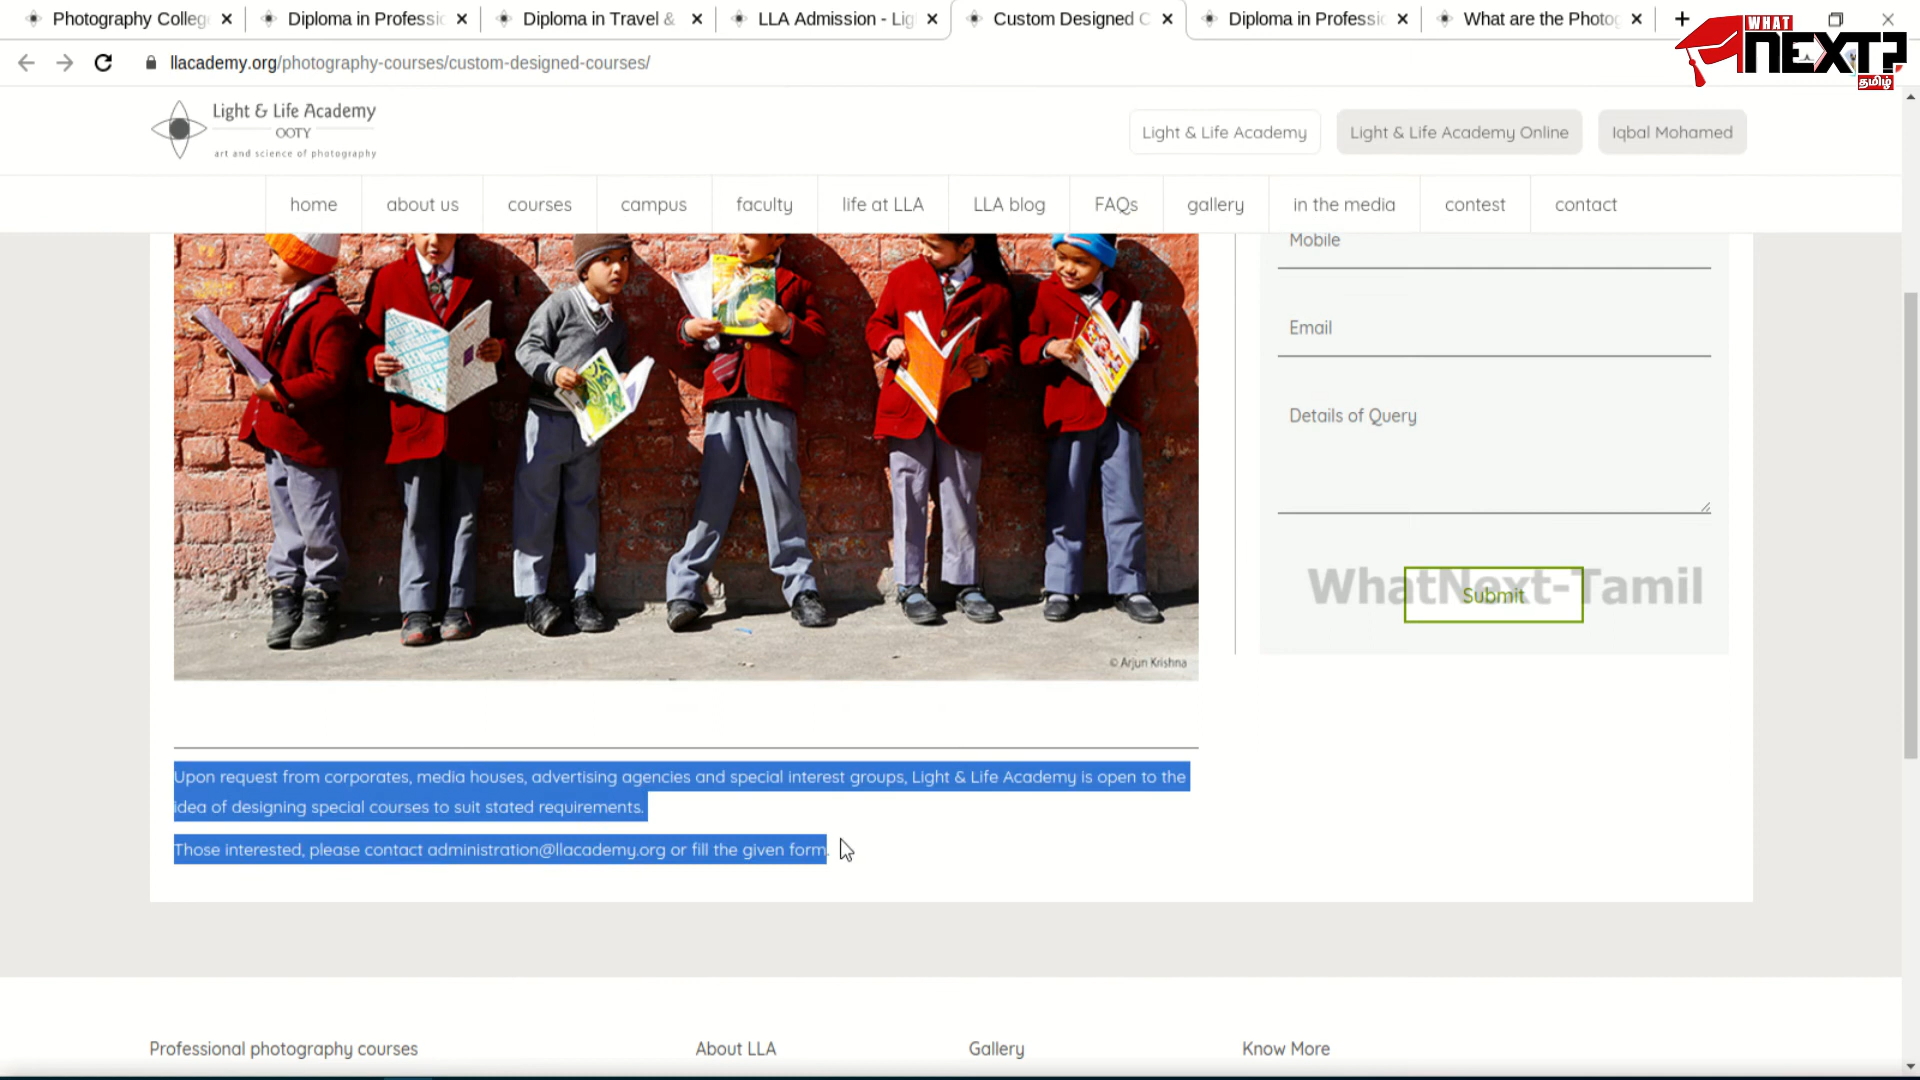 Photography Colleg
Diploma in Professic
Diploma in Travel &
LLA Admission - Lig
Custom Designed C
Diploma in Professic
What are the Photog
WHAT
NEXT?
தமிழ்
llacademy.org/photography-courses/custom-designed-courses/
Light & Life Academy
OOTY
art and science of photography
Light & Life Academy
Light & Life Academy Online
Iqbal Mohamed
home
about us
courses
campus
faculty
life at LLA
LLA blog
FAQs
gallery
in the media
contest
contact
Mobile
Email
Details of Query
WhatNext-Tamil
Submit
© Arjun Krishna
Upon request from corporates, media houses, advertising agencies and special interest groups, Light & Life Academy is open to the
idea of designing special courses to suit stated requirements.
Those interested, please contact administration@llacademy.org or fill the given form.
Professional photography courses
About LLA
Gallery
Know More